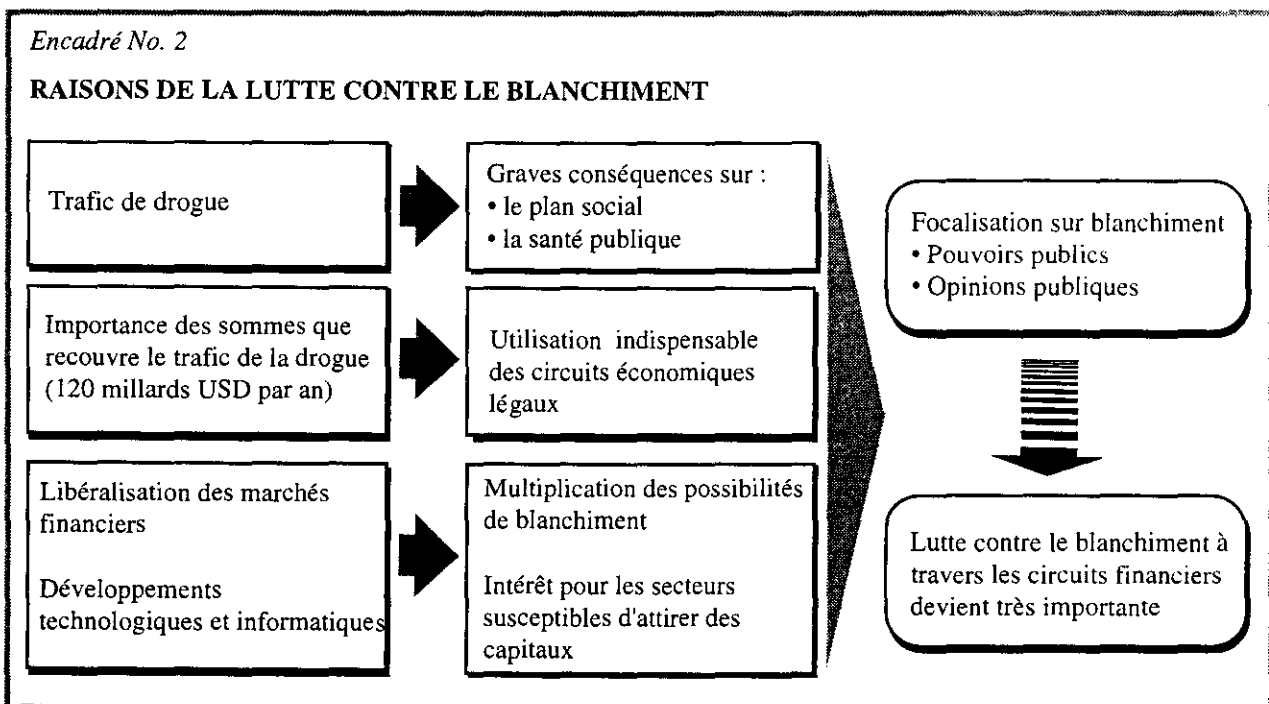 Encadré No. 2
RAISONS DE LA LUTTE CONTRE LE BLANCHIMENT
Trafic de drogue
Graves conséquences sur :
• le plan social
• la santé publique
Importance des sommes que
recouvre le trafic de la drogue
(120 millards USD par an)
Utilisation indispensable
des circuits économiques
légaux
Libéralisation des marchés
financiers
Développements
technologiques et informatiques
Multiplication des possibilités
de blanchiment
Intérêt pour les secteurs
susceptibles d'attirer des
capitaux
Focalisation sur blanchiment
• Pouvoirs publics
• Opinions publiques
Lutte contre le blanchiment à
travers les circuits financiers
devient très importante